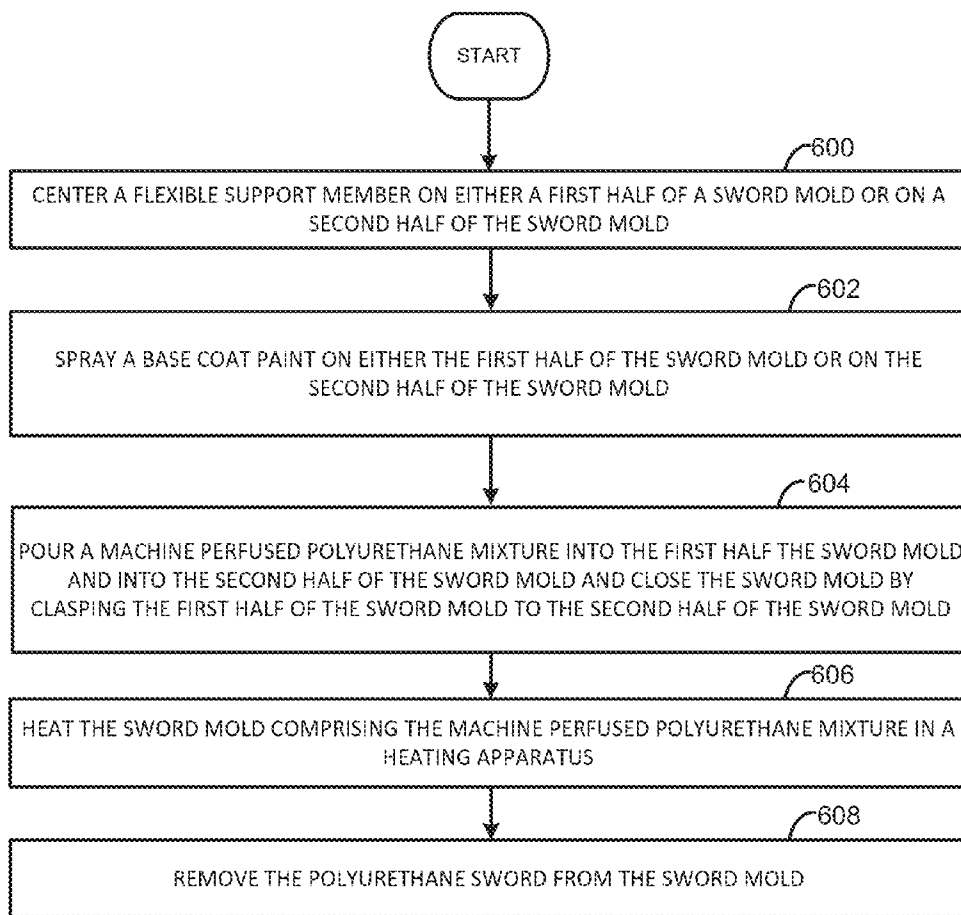 START
600
CENTER A FLEXIBLE SUPPORT MEMBER ON EITHER A FIRST HALF OF A SWORD MOLD OR ON A
SECOND HALF OF THE SWORD MOLD
602
SPRAY A BASE COAT PAINT ON EITHER THE FIRST HALF OF THE SWORD MOLD OR ON THE
SECOND HALF OF THE SWORD MOLD
604
POUR A MACHINE PERFUSED POLYURETHANE MIXTURE INTO THE FIRST HALF THE SWORD MOLD
AND INTO THE SECOND HALF OF THE SWORD MOLD AND CLOSE THE SWORD MOLD BY
CLASPING THE FIRST HALF OF THE SWORD MOLD TO THE SECOND HALF OF THE SWORD MOLD
606
HEAT THE SWORD MOLD COMPRISING THE MACHINE PERFUSED POLYURETHANE MIXTURE IN A
HEATING APPARATUS
608
REMOVE THE POLYURETHANE SWORD FROM THE SWORD MOLD